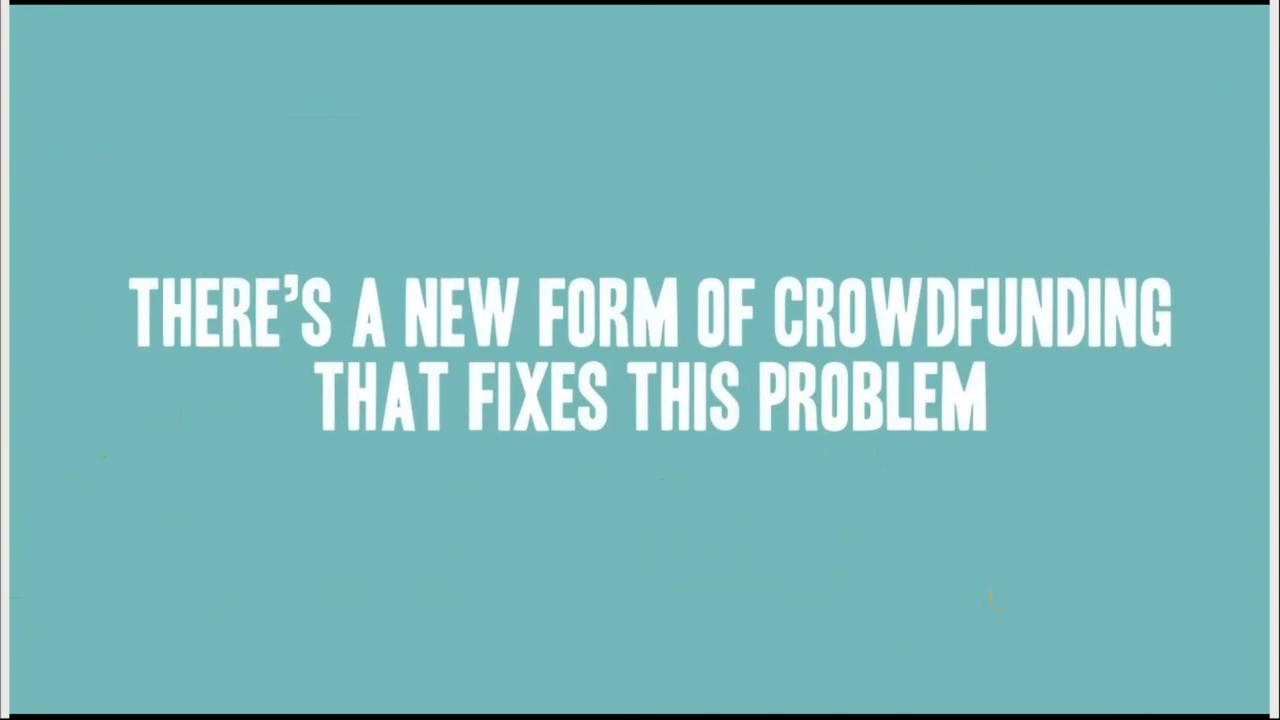 THERE'S A NEW FORM OF CROWDFUNDING
THAT FIXES THIS PROBLEM